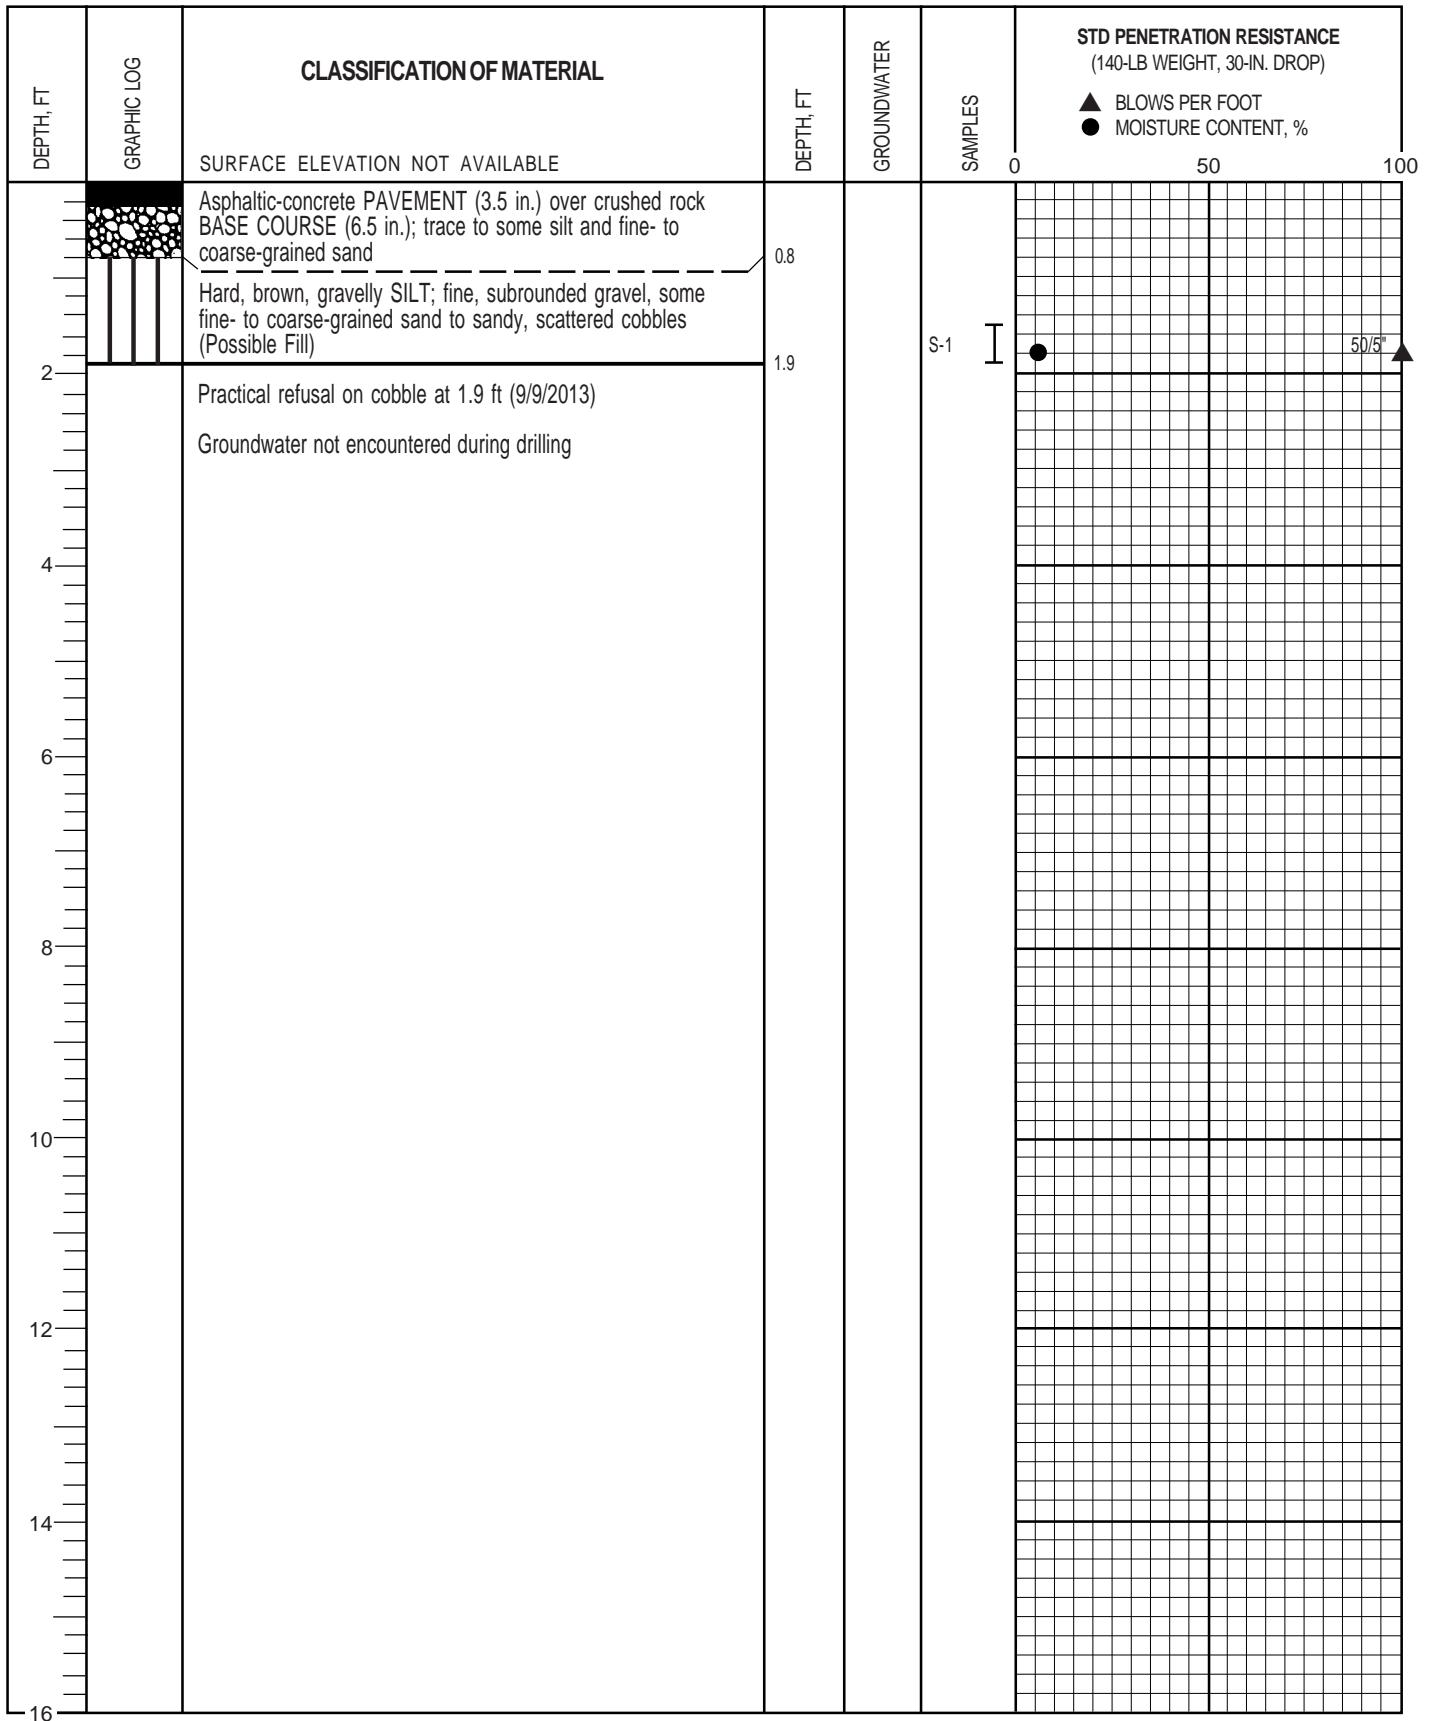 DEPTH, FT
GRAPHIC LOG
CLASSIFICATION OF MATERIAL
SURFACE ELEVATION NOT AVAILABLE
DEPTH, FT
GROUNDWATER
SAMPLES
STD PENETRATION RESISTANCE
(140-LB WEIGHT, 30-IN. DROP)
BLOWS PER FOOT
MOISTURE CONTENT, %
0 50 100
Asphaltic-concrete PAVEMENT (3.5 in.) over crushed rock
BASE COURSE (6.5 in.); trace to some silt and fine- to
coarse-grained sand
0.8
Hard, brown, gravelly SILT; fine, subrounded gravel, some
fine- to coarse-grained sand to sandy, scattered cobbles
(Possible Fill)
1.9
S-1
50/5"
Practical refusal on cobble at 1.9 ft (9/9/2013)
Groundwater not encountered during drilling
2
4
6
8
10
12
14
16